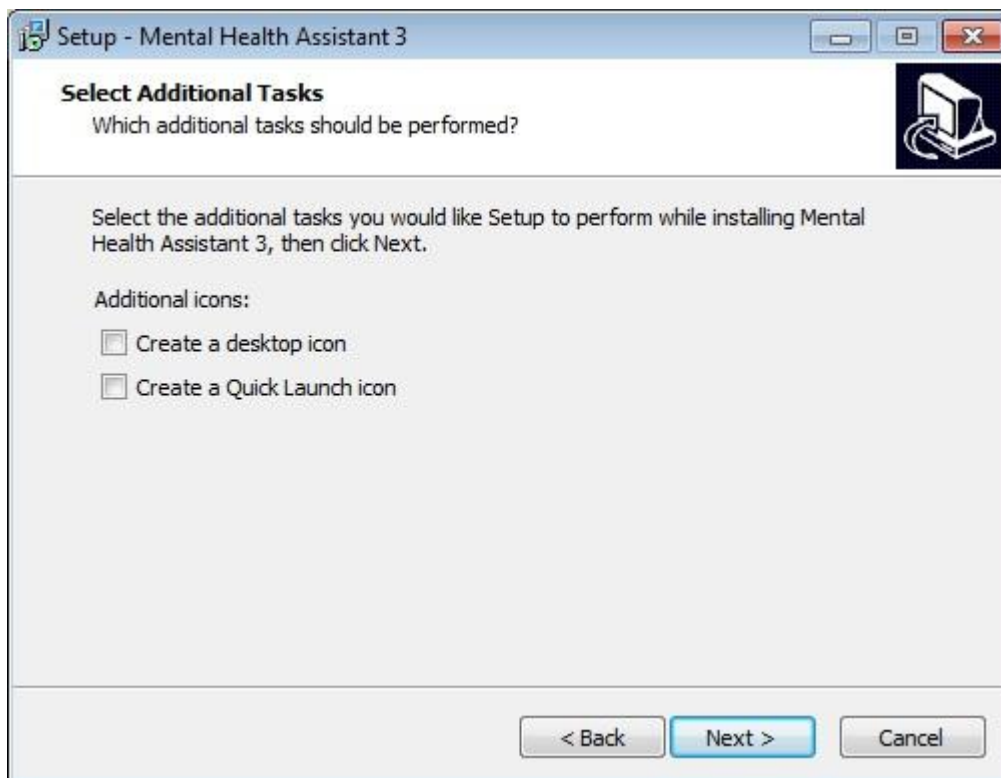 Setup - Mental Health Assistant 3
Select Additional Tasks
Which additional tasks should be performed?
Select the additional tasks you would like Setup to perform while installing Mental
Health Assistant 3, then click Next.
Additional icons:
Create a desktop icon
Create a Quick Launch icon
< Back Next > Cancel